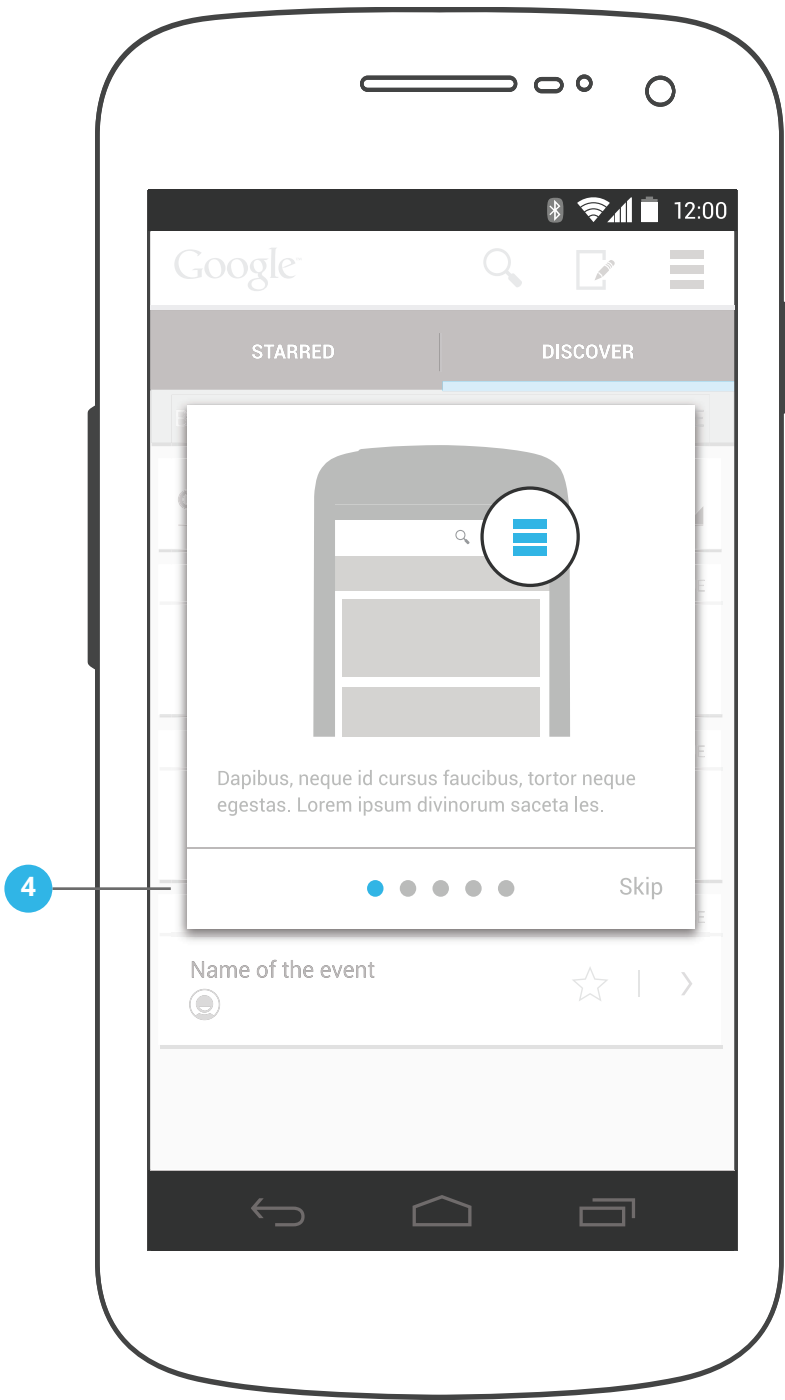 12:00
Google
STARRED
DISCOVER
E
E
E
Dapibus, neque id cursus faucibus, tortor neque
egestas. Lorem ipsum divinorum saceta les.
4
Skip
E
Name of the event